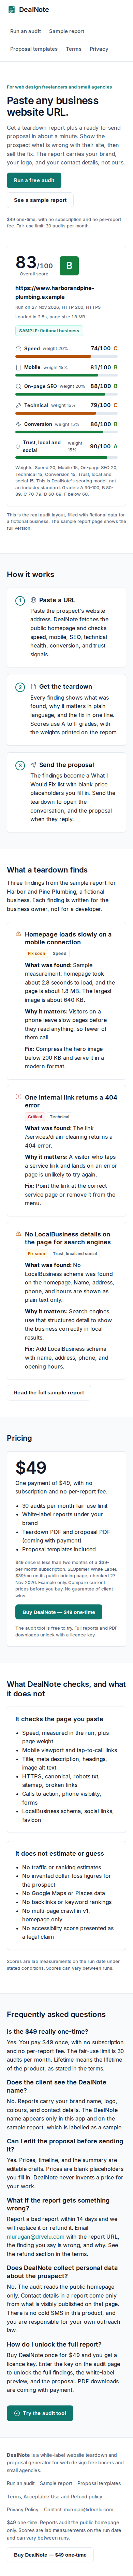 DealNote
Run an audit Sample report
Proposal templates Terms Privacy
For web design freelancers and small agencies
Paste any business
website URL.
Get a teardown report plus a ready-to-send
proposal in about a minute. Show the
prospect what is wrong with their site, then
sell the fix. The report carries your brand,
your logo, your contact details, not ours.
Run a free audit
See a sample report
$49 one-time, with no subscription and no per-report
fee. Fair-use limit: 30 audits per month.
83/100 B
Overall score
https://www.harborandpine-
plumbing.example
Run on 27 Nov 2026, HTTP 200, HTTPS
Loaded in 2.8s, page size 1.8 MB
SAMPLE: fictional business
Speed weight 20% 74/100 C
Mobile weight 15% 81/100 B
On-page SEO weight 20% 88/100 B
Technical weight 15% 79/100 C
Conversion weight 15% 86/100 B
Trust, local and
social weight
15% 90/100 A
Weights: Speed 20, Mobile 15, On-page SEO 20,
Technical 15, Conversion 15, Trust, local and
social 15. This is DealNote's scoring model, not
an industry standard. Grades: A 90-100, B 80-
89, C 70-79, D 60-69, F below 60.
This is the real audit layout, filled with fictional data for
a fictional business. The sample report page shows the
full version.
How it works
1 Paste a URL
Paste the prospect's website
address. DealNote fetches the
public homepage and checks
speed, mobile, SEO, technical
health, conversion, and trust
signals.
2 Get the teardown
Every finding shows what was
found, why it matters in plain
language, and the fix in one line.
Scores use A to F grades, with
the weights printed on the report.
3 Send the proposal
The findings become a What I
Would Fix list with blank price
placeholders you fill in. Send the
teardown to open the
conversation, and the proposal
when they reply.
What a teardown finds
Three findings from the sample report for
Harbor and Pine Plumbing, a fictional
business. Each finding is written for the
business owner, not for a developer.
Homepage loads slowly on a
mobile connection
Fix soon Speed
What was found: Sample
measurement: homepage took
about 2.8 seconds to load, and the
page is about 1.8 MB. The largest
image is about 640 KB.
Why it matters: Visitors on a
phone leave slow pages before
they read anything, so fewer of
them call.
Fix: Compress the hero image
below 200 KB and serve it in a
modern format.
One internal link returns a 404
error
Critical Technical
What was found: The link
/services/drain-cleaning returns a
404 error.
Why it matters: A visitor who taps
a service link and lands on an error
page is unlikely to try again.
Fix: Point the link at the correct
service page or remove it from the
menu.
No LocalBusiness details on
the page for search engines
Fix soon Trust, local and social
What was found: No
LocalBusiness schema was found
on the homepage. Name, address,
phone, and hours are shown as
plain text only.
Why it matters: Search engines
use that structured data to show
the business correctly in local
results.
Fix: Add LocalBusiness schema
with name, address, phone, and
opening hours.
Read the full sample report
Pricing
$49
One payment of $49, with no
subscription and no per-report fee.
30 audits per month fair-use limit
White-label reports under your
brand
Teardown PDF and proposal PDF
(coming with payment)
Proposal templates included
Buy DealNote — $49 one-time
The audit tool is free to try. Full reports and PDF
downloads unlock with a licence key.
What DealNote checks, and what
it does not
It checks the page you paste
Speed, measured in the run, plus
page weight
Mobile viewport and tap-to-call links
Title, meta description, headings,
image alt text
HTTPS, canonical, robots.txt,
sitemap, broken links
Calls to action, phone visibility,
forms
LocalBusiness schema, social links,
favicon
It does not estimate or guess
No traffic or ranking estimates
No invented dollar-loss figures for
the prospect
No Google Maps or Places data
No backlinks or keyword rankings
No multi-page crawl in v1,
homepage only
No accessibility score presented as
a legal claim
Scores are lab measurements on the run date under
stated conditions. Scores can vary between runs.
Frequently asked questions
Is the $49 really one-time?
Yes. You pay $49 once, with no subscription
and no per-report fee. The fair-use limit is 30
audits per month. Lifetime means the lifetime
of the product, as stated in the terms.
Does the client see the DealNote
name?
No. Reports carry your brand name, logo,
colours, and contact details. The DealNote
name appears only in this app and on the
sample report, which is labelled as a sample.
Can I edit the proposal before sending
it?
Yes. Prices, timeline, and the summary are
editable drafts. Prices are blank placeholders
you fill in. DealNote never invents a price for
your work.
What if the report gets something
wrong?
Report a bad report within 14 days and we
will reply with a fix or refund it. Email
murugan@drvelu.com with the report URL,
the finding you say is wrong, and why. See
the refund section in the terms.
Does DealNote collect personal data
about the prospect?
No. The audit reads the public homepage
only. Contact details in a report come only
from what is visibly published on that page.
There is no cold SMS in this product, and
you are responsible for your own outreach
law.
How do I unlock the full report?
Buy DealNote once for $49 and you get a
licence key. Enter the key on the audit page
to unlock the full findings, the white-label
preview, and the proposal. PDF downloads
are coming with payment.
Try the audit tool
DealNote is a white-label website teardown and
proposal generator for web design freelancers and
small agencies.
Run an audit Sample report Proposal templates
Terms, Acceptable Use and Refund policy
Privacy Policy Contact: murugan@drvelu.com
$49 one-time. Reports audit the public homepage
only. Scores are lab measurements on the run date
and can vary between runs.
Buy DealNote — $49 one-time